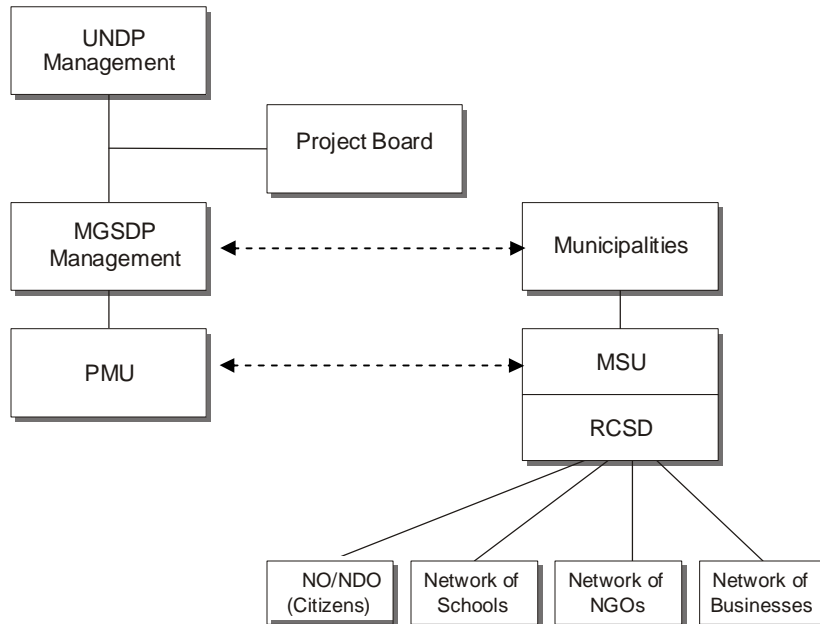 UNDP
Management
Project Board
MGSDP
Management
Municipalities
PMU
MSU
RCSD
NO/NDO
(Citizens)
Network of
Schools
Network of
NGOs
Network of
Businesses